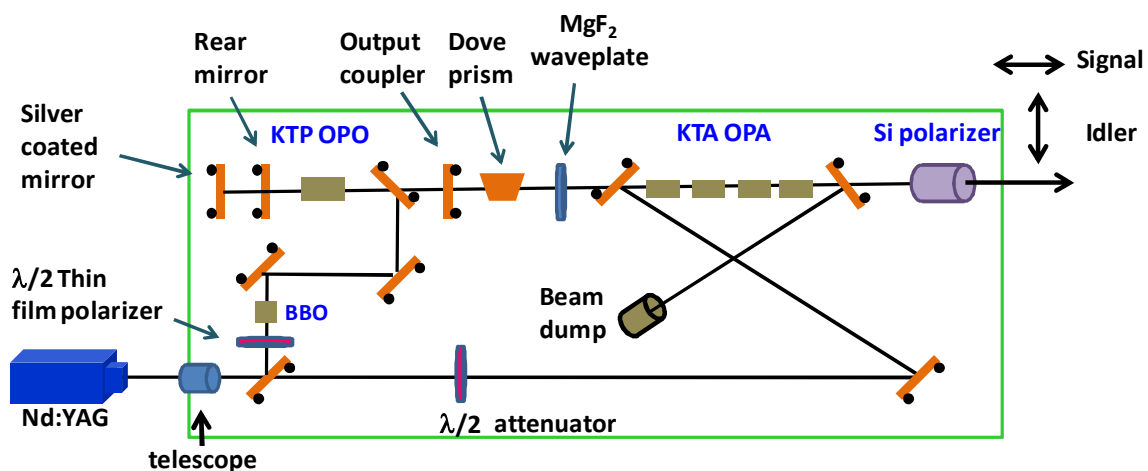 Rear
mirror
Output
coupler
Dove
prism
MgF2
waveplate
Signal
Idler
Silver
coated
mirror
KTP OPO
KTA OPA
Si polarizer
λ/2 Thin
film polarizer
BBO
Beam
dump
Nd:YAG
λ/2 attenuator
telescope